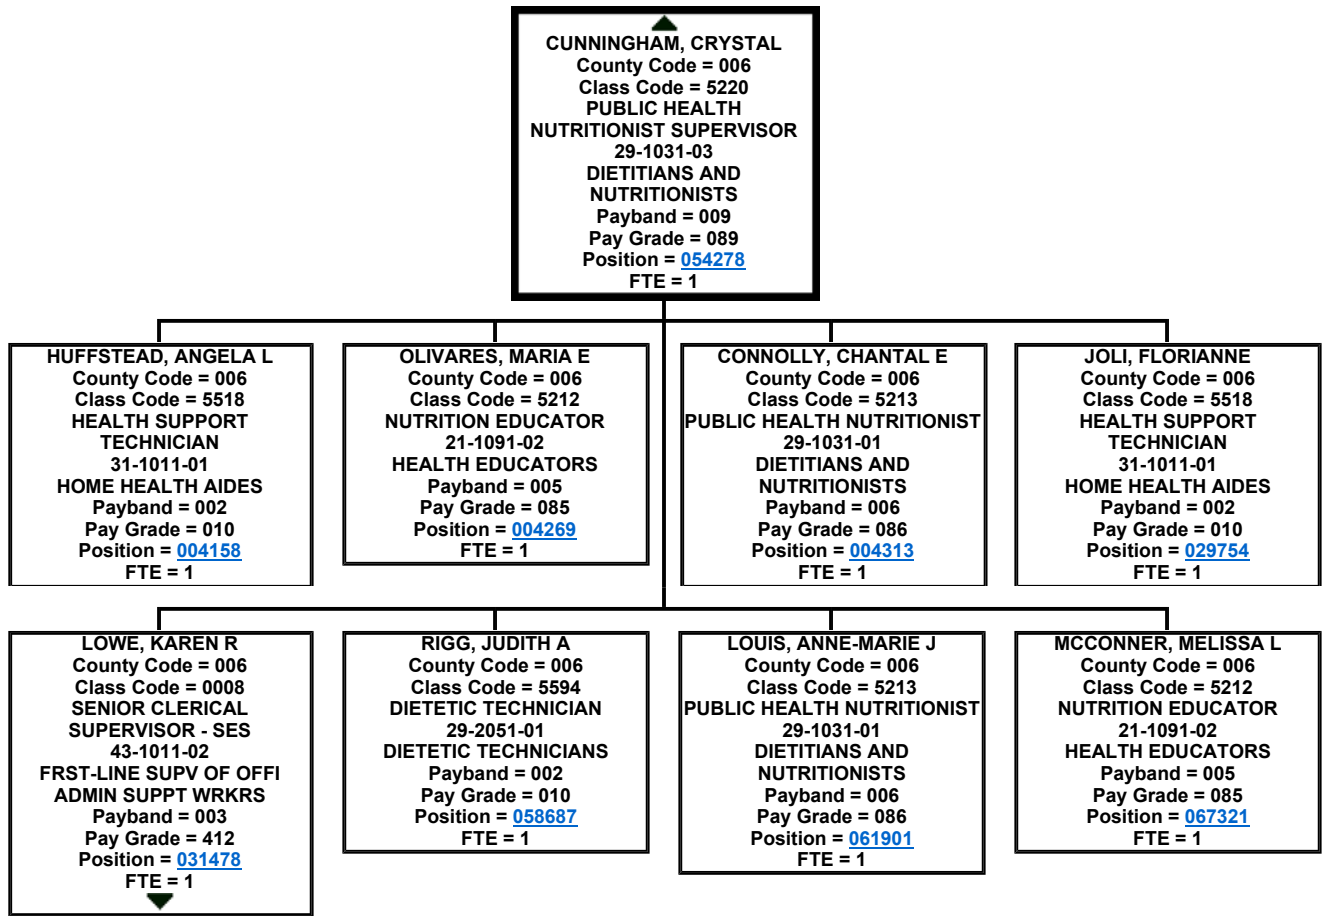 CUNNINGHAM, CRYSTAL
County Code = 006
Class Code = 5220
PUBLIC HEALTH
NUTRITIONIST SUPERVISOR
29-1031-03
DIETITIANS AND
NUTRITIONISTS
Payband = 009
Pay Grade = 089
Position = 054278
FTE = 1
HUFFSTEAD, ANGELA L
County Code = 006
Class Code = 5518
HEALTH SUPPORT
TECHNICIAN
31-1011-01
HOME HEALTH AIDES
Payband = 002
Pay Grade = 010
Position = 004158
FTE = 1
OLIVARES, MARIA E
County Code = 006
Class Code = 5212
NUTRITION EDUCATOR
21-1091-02
HEALTH EDUCATORS
Payband = 005
Pay Grade = 085
Position = 004269
FTE = 1
CONNOLLY, CHANTAL E
County Code = 006
Class Code = 5213
PUBLIC HEALTH NUTRITIONIST
29-1031-01
DIETITIANS AND
NUTRITIONISTS
Payband = 006
Pay Grade = 086
Position = 004313
FTE = 1
JOLI, FLORIANNE
County Code = 006
Class Code = 5518
HEALTH SUPPORT
TECHNICIAN
31-1011-01
HOME HEALTH AIDES
Payband = 002
Pay Grade = 010
Position = 029754
FTE = 1
LOWE, KAREN R
County Code = 006
Class Code = 0008
SENIOR CLERICAL
SUPERVISOR - SES
43-1011-02
FRST-LINE SUPV OF OFFI
ADMIN SUPPT WRKRS
Payband = 003
Pay Grade = 412
Position = 031478
FTE = 1
RIGG, JUDITH A
County Code = 006
Class Code = 5594
DIETETIC TECHNICIAN
29-2051-01
DIETETIC TECHNICIANS
Payband = 002
Pay Grade = 010
Position = 058687
FTE = 1
LOUIS, ANNE-MARIE J
County Code = 006
Class Code = 5213
PUBLIC HEALTH NUTRITIONIST
29-1031-01
DIETITIANS AND
NUTRITIONISTS
Payband = 006
Pay Grade = 086
Position = 061901
FTE = 1
MCCONNER, MELISSA L
County Code = 006
Class Code = 5212
NUTRITION EDUCATOR
21-1091-02
HEALTH EDUCATORS
Payband = 005
Pay Grade = 085
Position = 067321
FTE = 1